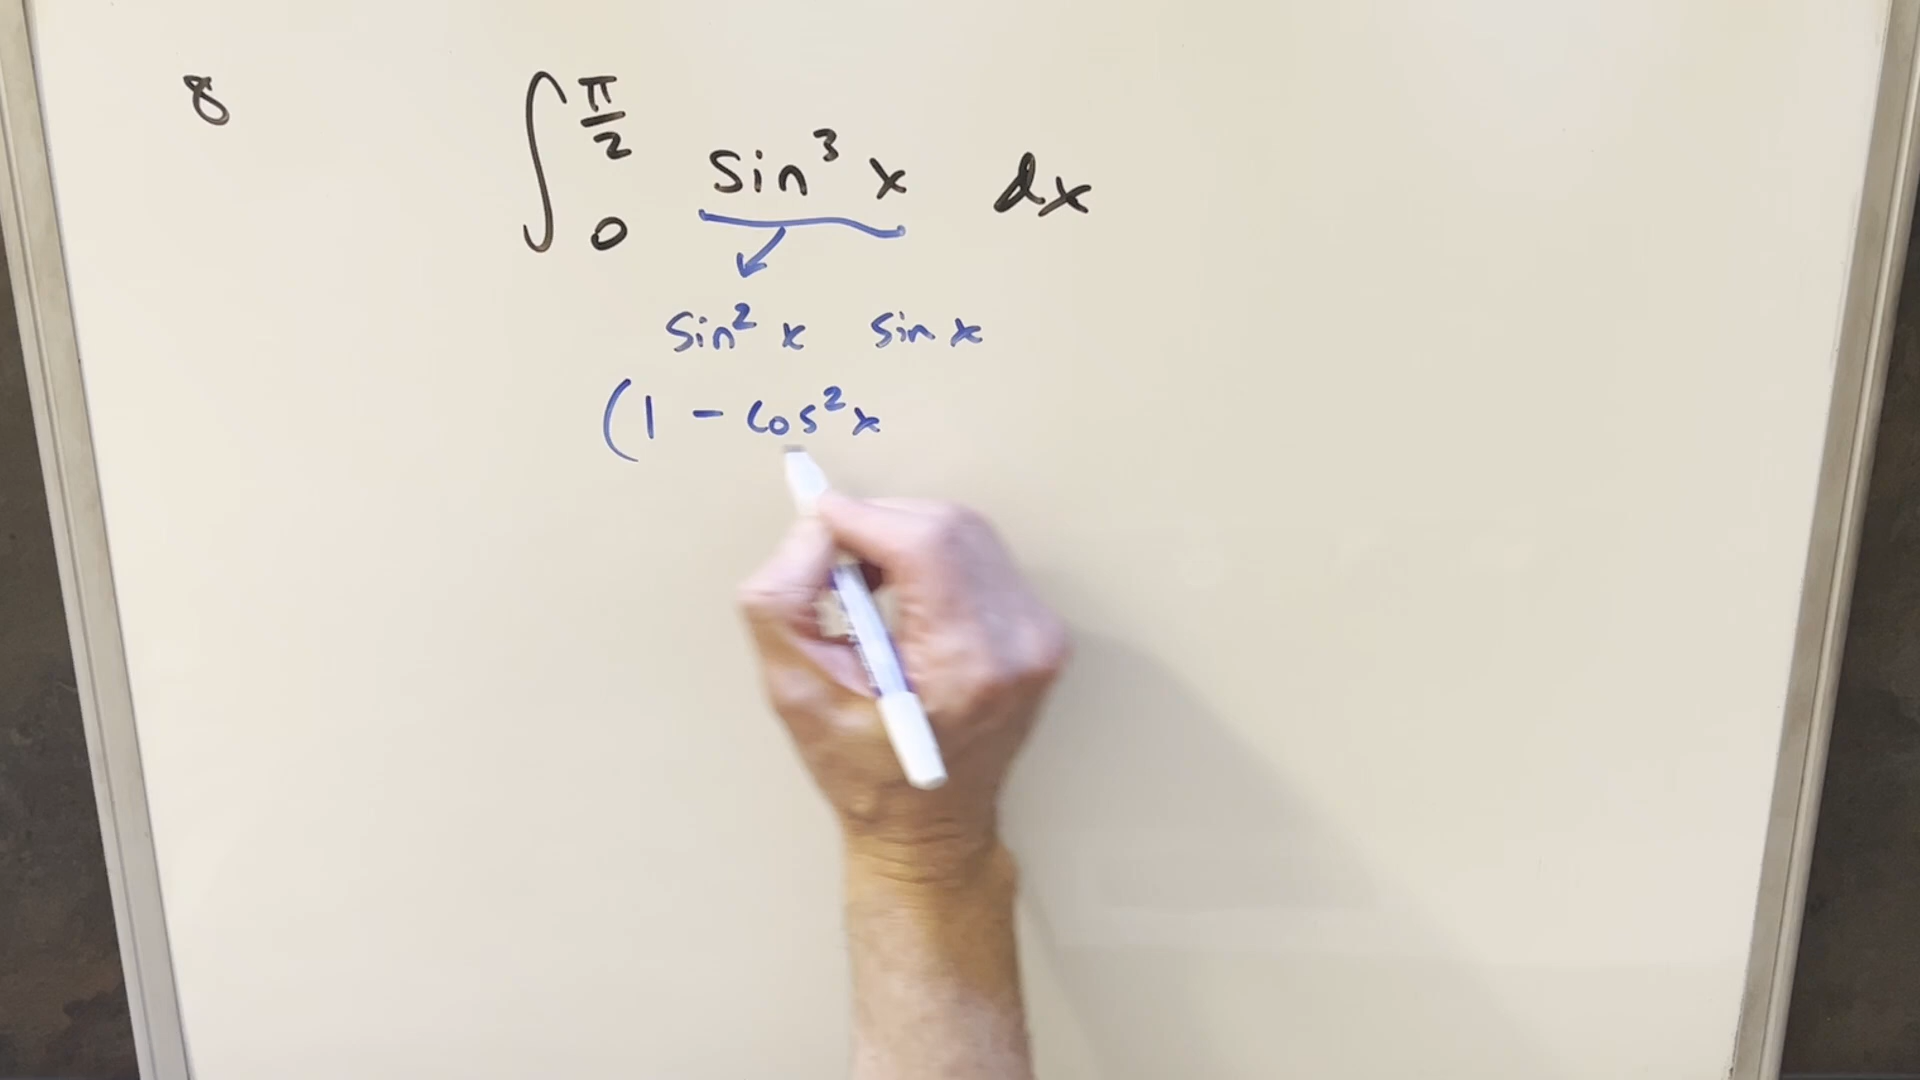 8
∫₀^(π/2) sin³ x dx
sin² x sin x
(1 - cos² x